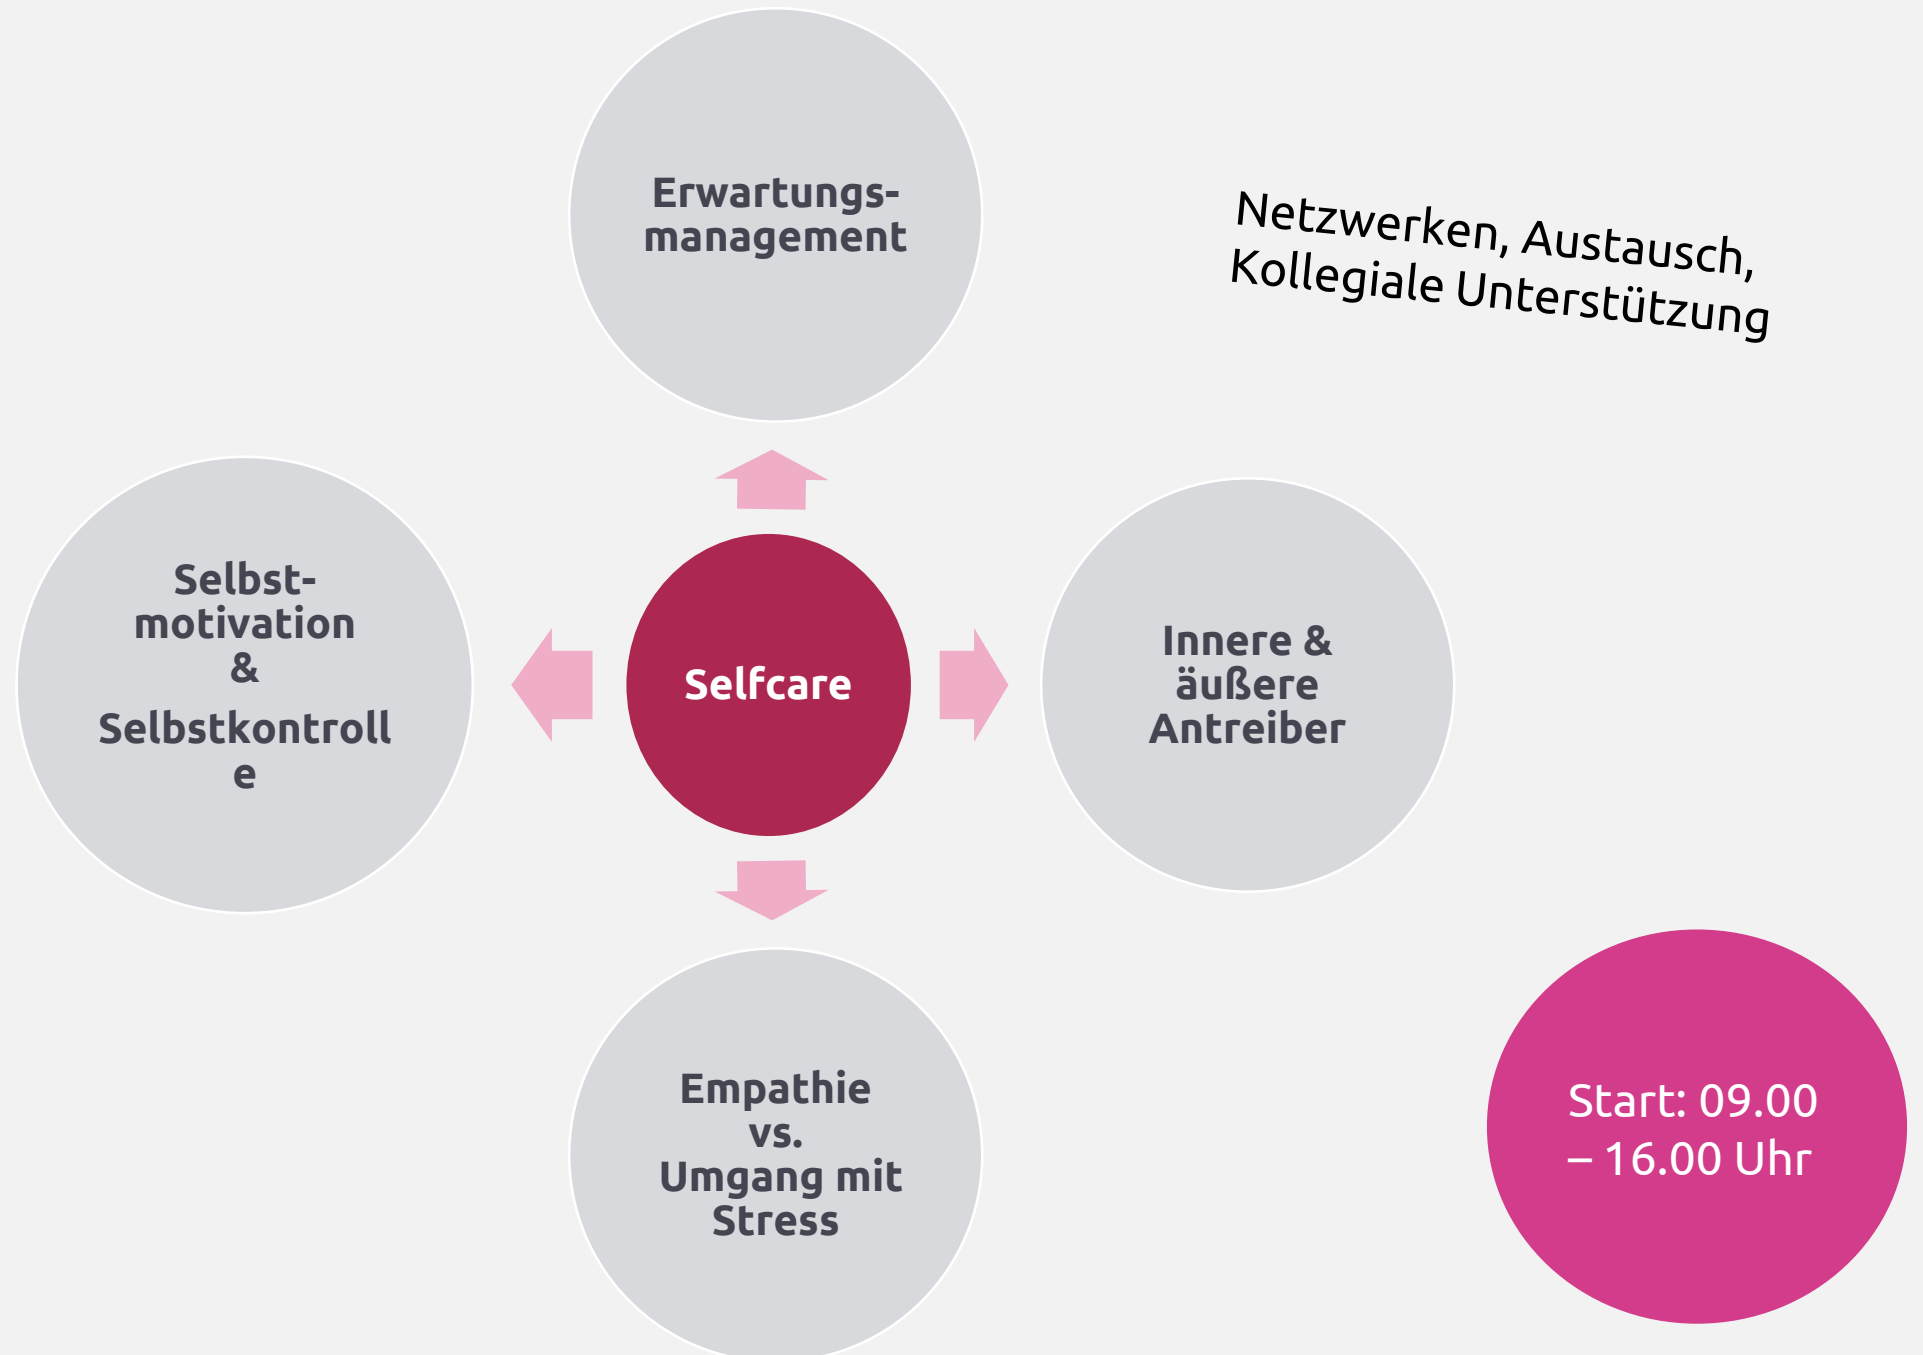 Erwartungs-
management
Netzwerken, Austausch,
Kollegiale Unterstützung
Selbst-
motivation
&
Selbstkontroll
e
Selfcare
Innere &
äußere
Antreiber
Empathie
vs.
Umgang mit
Stress
Start: 09.00
– 16.00 Uhr